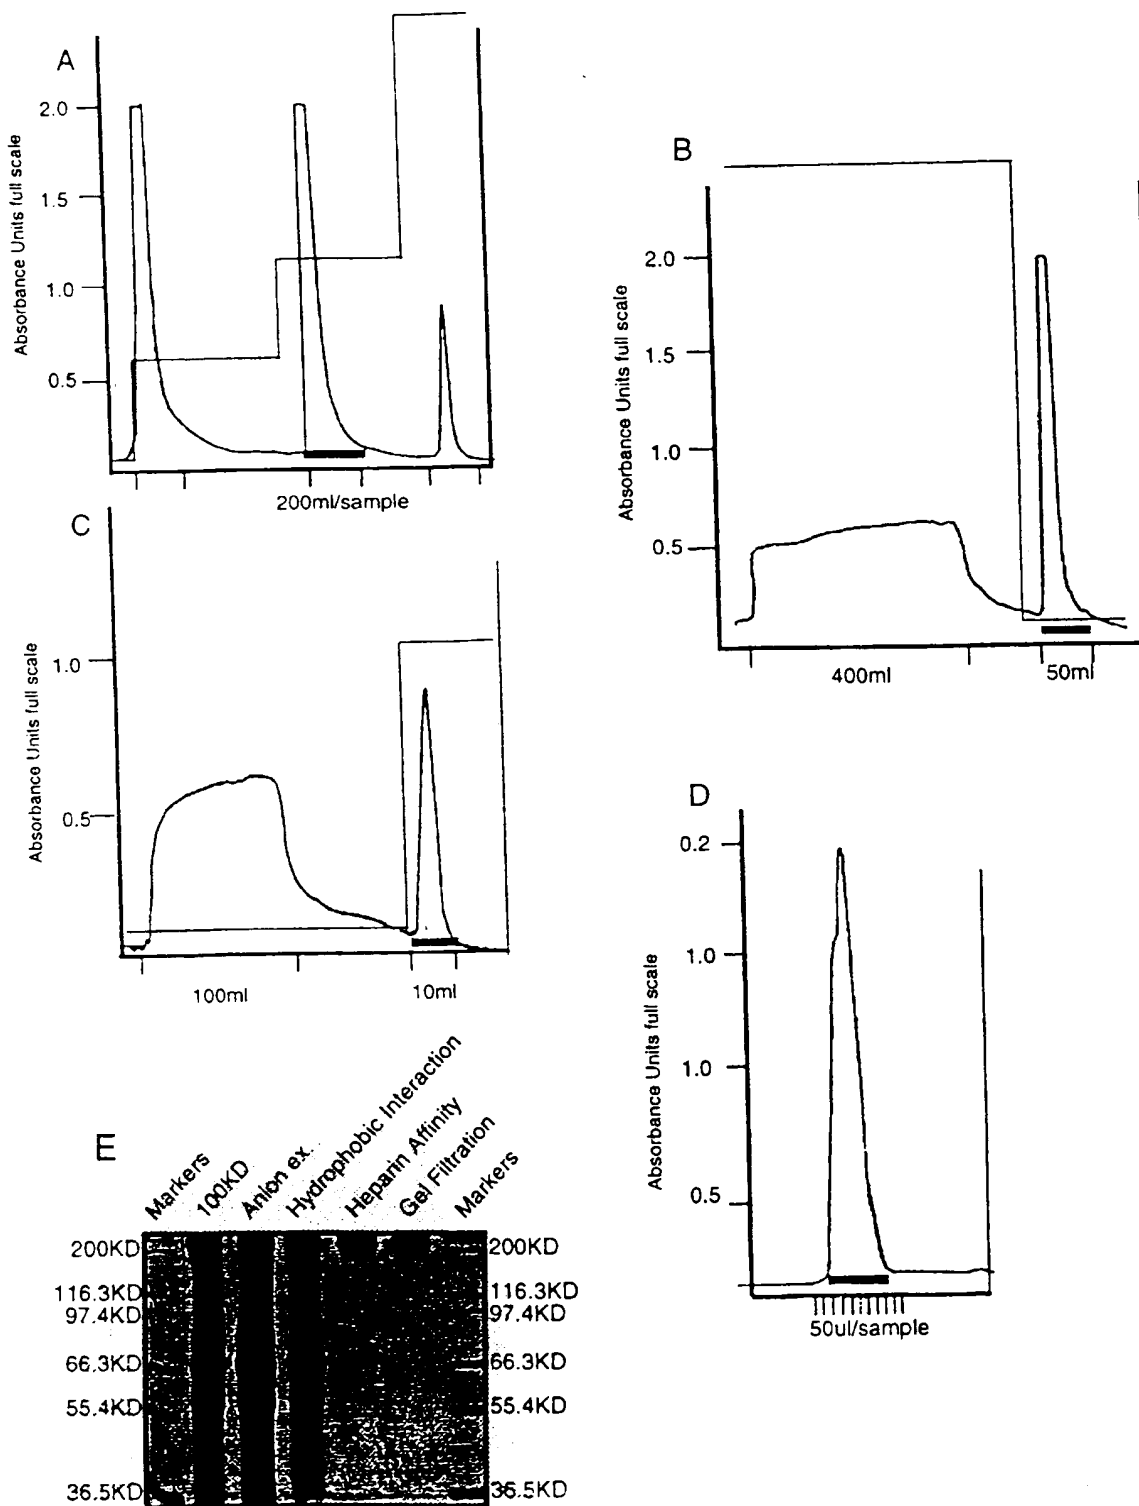 A
Absorbance Units full scale
2.0
1.5
1.0
0.5
200ml/sample
B
Absorbance Units full scale
2.0
1.5
1.0
0.5
400ml
50ml
C
Absorbance Units full scale
1.0
0.5
100ml
10ml
D
Absorbance Units full scale
0.2
1.0
1.0
0.5
50ul/sample
E
Markers
100KD
Anion ex.
Hydrophobic Interaction
Heparin Affinity
Gel Filtration
Markers
200KD
116.3KD
97.4KD
66.3KD
55.4KD
36.5KD
200KD
116.3KD
97.4KD
66.3KD
55.4KD
36.5KD